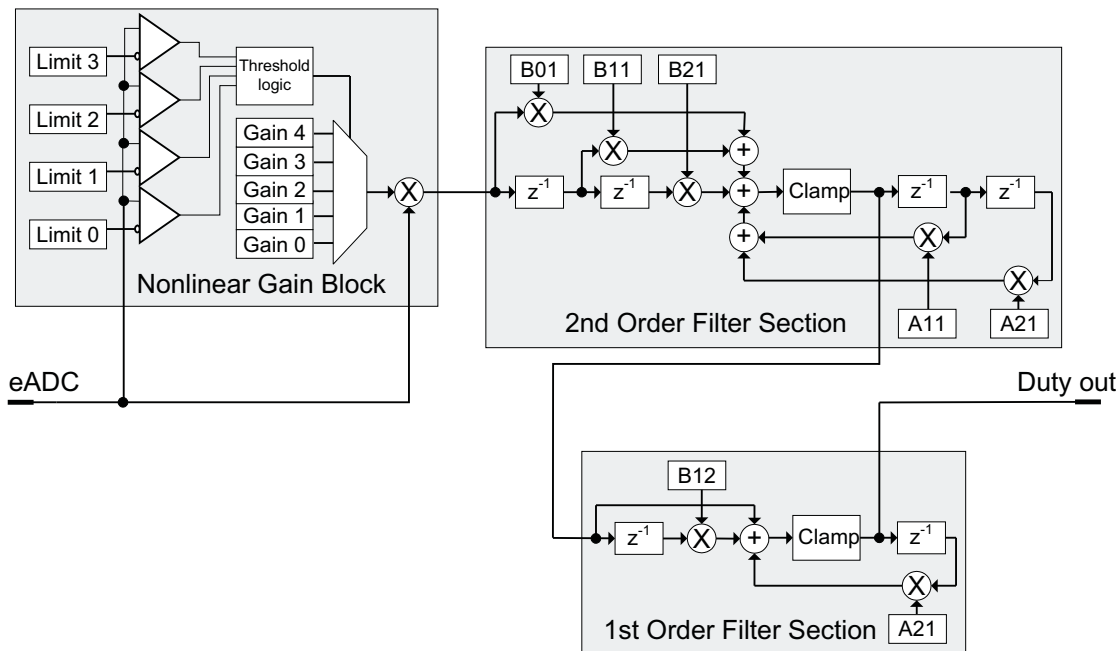 Limit 3
Limit 2
Limit 1
Limit 0
Threshold
logic
Gain 4
Gain 3
Gain 2
Gain 1
Gain 0
X
Nonlinear Gain Block
eADC
B01
B11
B21
X
X
X
+
+
+
z⁻¹
z⁻¹
Clamp
z⁻¹
z⁻¹
X
X
A11
A21
2nd Order Filter Section
Duty out
B12
z⁻¹
X
+
Clamp
z⁻¹
X
A21
1st Order Filter Section